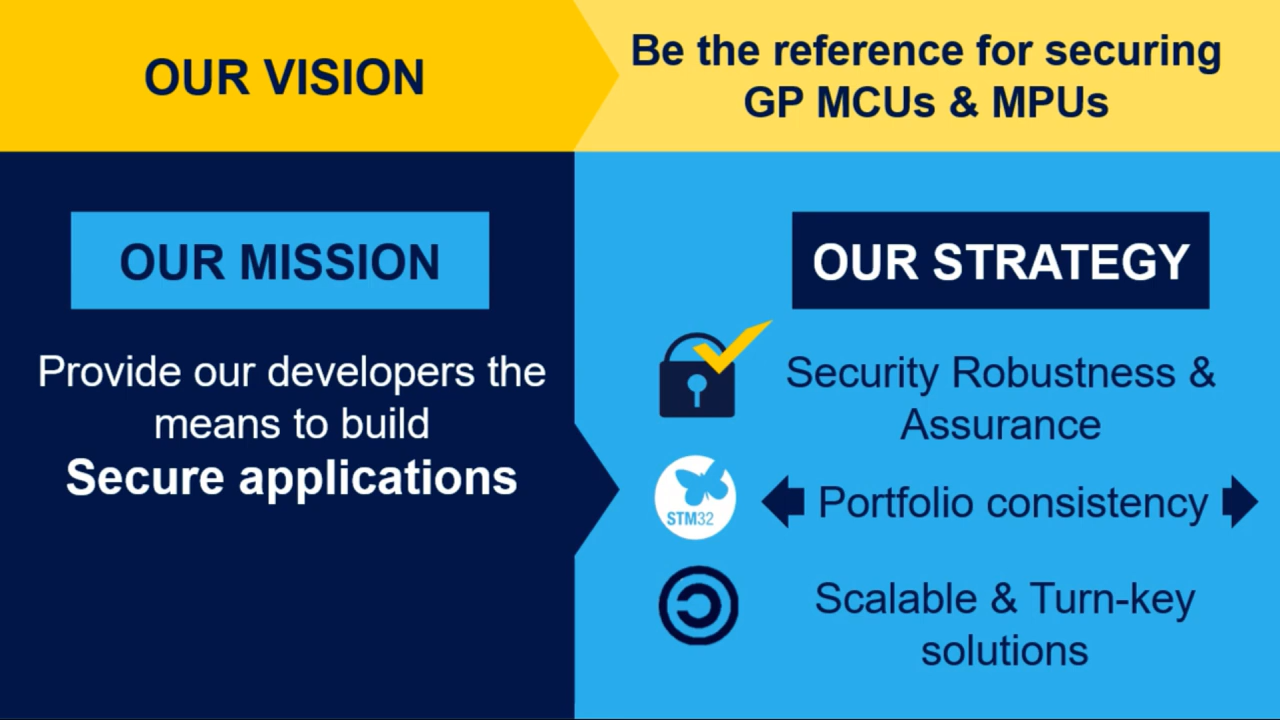 OUR VISION
Be the reference for securing
GP MCUs & MPUs
OUR MISSION
Provide our developers the
means to build
Secure applications
OUR STRATEGY
Security Robustness &
Assurance
STM32
Portfolio consistency
Scalable & Turn-key
solutions